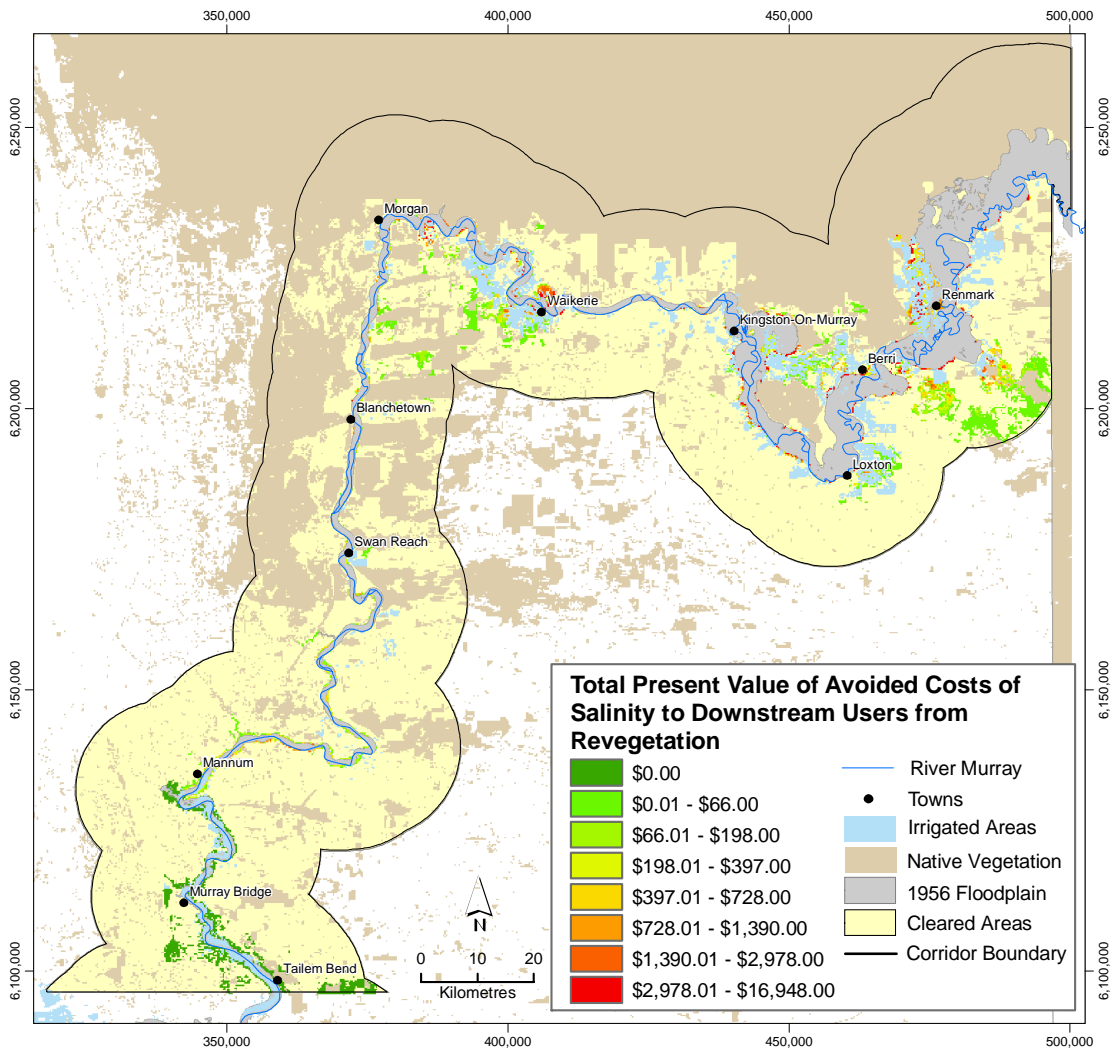 350,000
400,000
450,000
500,000
6,250,000
6,250,000
Morgan
Renmark
Waikerie
Kingston-On-Murray
Berri
6,200,000
6,200,000
Blanchetown
Loxton
Swan Reach
6,150,000
6,150,000
Total Present Value of Avoided Costs of
Salinity to Downstream Users from
Revegetation
$0.00
$0.01 - $66.00
$66.01 - $198.00
$198.01 - $397.00
$397.01 - $728.00
$728.01 - $1,390.00
$1,390.01 - $2,978.00
$2,978.01 - $16,948.00
River Murray
Towns
Irrigated Areas
Native Vegetation
1956 Floodplain
Cleared Areas
Corridor Boundary
Mannum
Murray Bridge
N
0 10 20
Kilometres
Tailem Bend
6,100,000
6,100,000
350,000
400,000
450,000
500,000